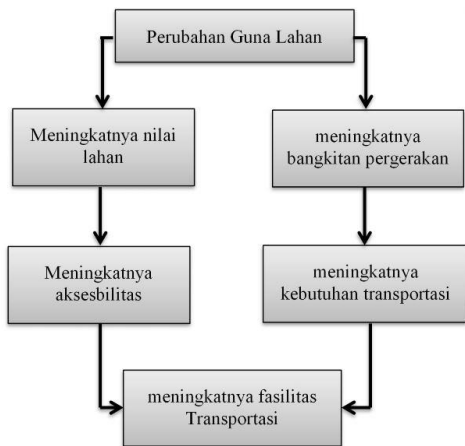 Perubahan Guna Lahan
Meningkatnya nilai
lahan
meningkatnya
bangkitan pergerakan
Meningkatnya
aksesbilitas
meningkatnya
kebutuhan transportasi
meningkatnya fasilitas
Transportasi